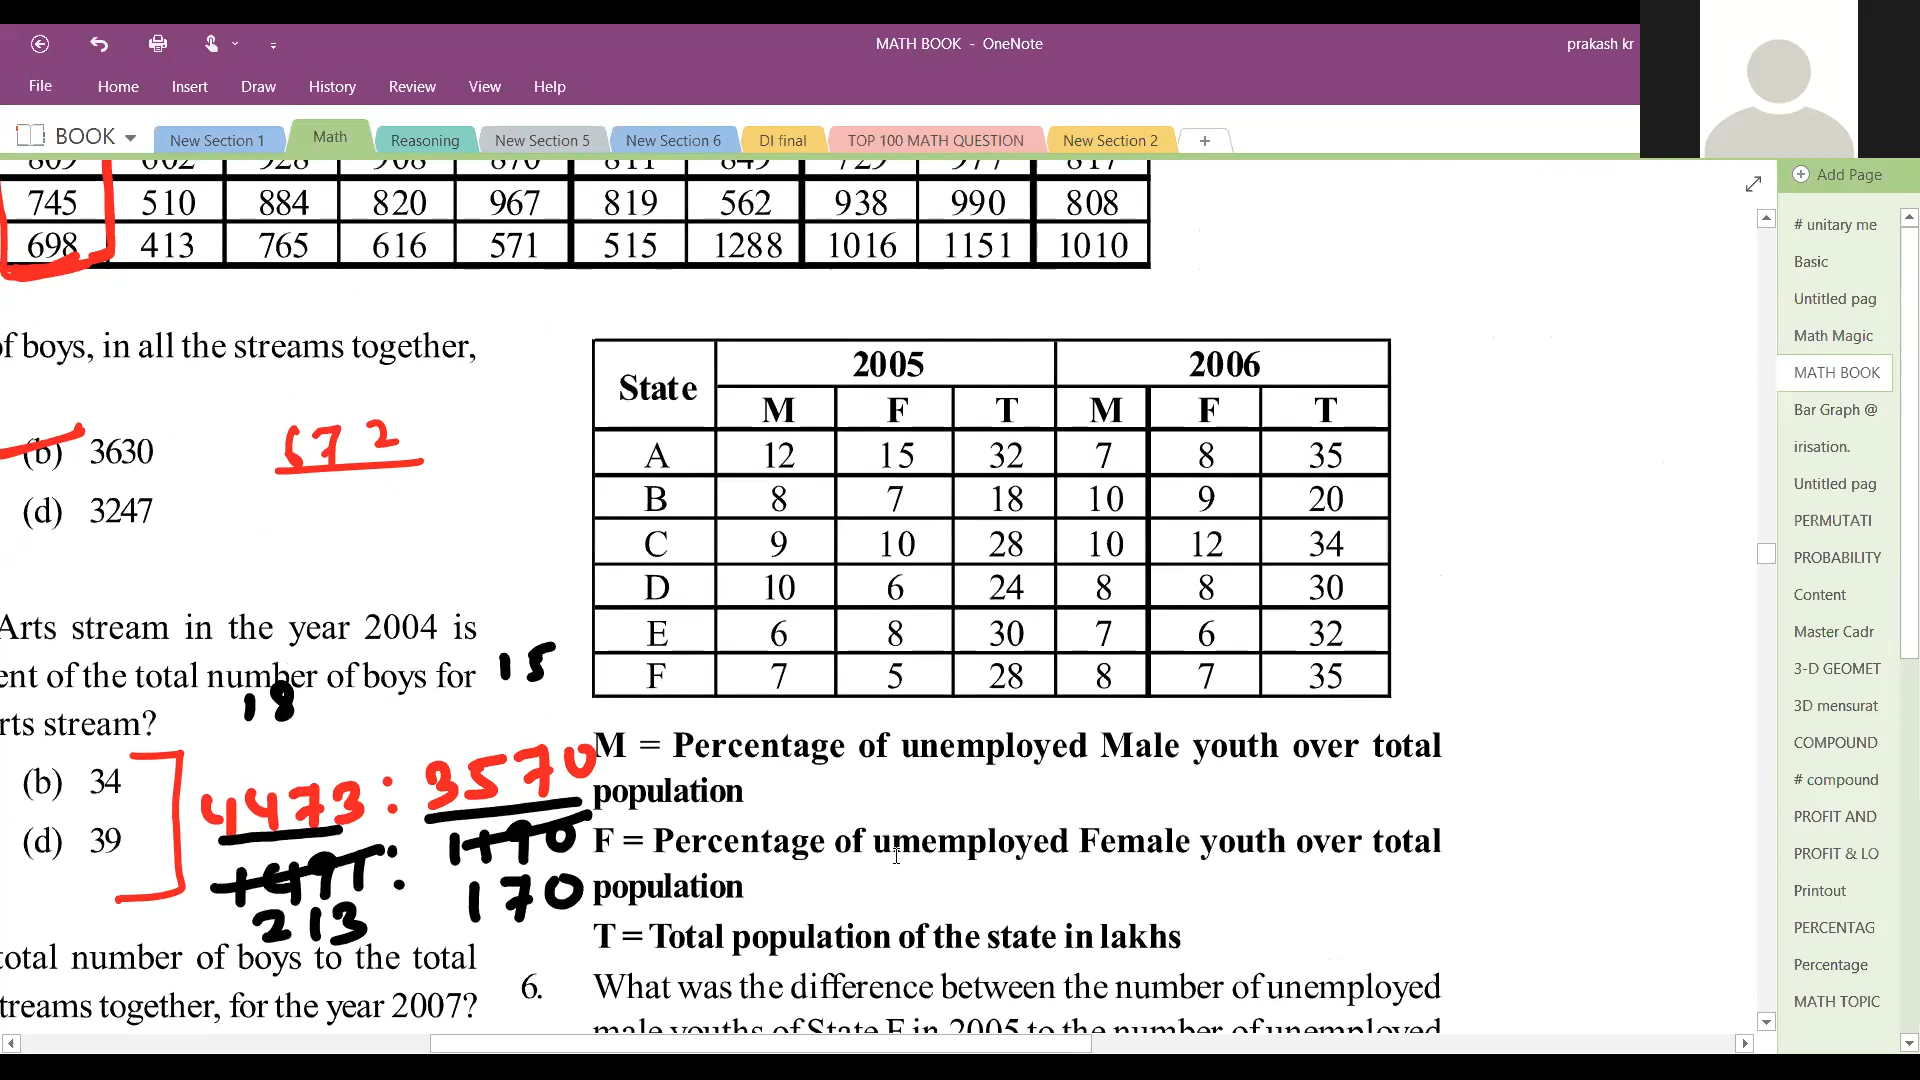 MATH BOOK - OneNote
prakash kr
File Home Insert Draw History Review View Help
BOOK New Section 1 Math Reasoning New Section 5 New Section 6 DI final TOP 100 MATH QUESTION New Section 2 +
Add Page
# unitary me
Basic
Untitled pag
Math Magic
MATH BOOK
Bar Graph @
irisation.
Untitled pag
PERMUTATI
PROBABILITY
Content
Master Cadr
3-D GEOMET
3D mensurat
COMPOUND
# compound
PROFIT AND
PROFIT & LO
Printout
PERCENTAG
Percentage
MATH TOPIC
745 510 884 820 967 819 562 938 990 808
698 413 765 616 571 515 1288 1016 1151 1010
of boys, in all the streams together,
(b) 3630
672
(d) 3247
Arts stream in the year 2004 is
ent of the total number of boys for
15
18
rts stream?
(b) 34
(d) 39
4473 : 3570
1491 : 1190
213 170
total number of boys to the total
treams together, for the year 2007?
State 2005 2006
M F T M F T
A 12 15 32 7 8 35
B 8 7 18 10 9 20
C 9 10 28 10 12 34
D 10 6 24 8 8 30
E 6 8 30 7 6 32
F 7 5 28 8 7 35
M = Percentage of unemployed Male youth over total
population
F = Percentage of umemployed Female youth over total
population
T = Total population of the state in lakhs
6. What was the difference between the number of unemployed